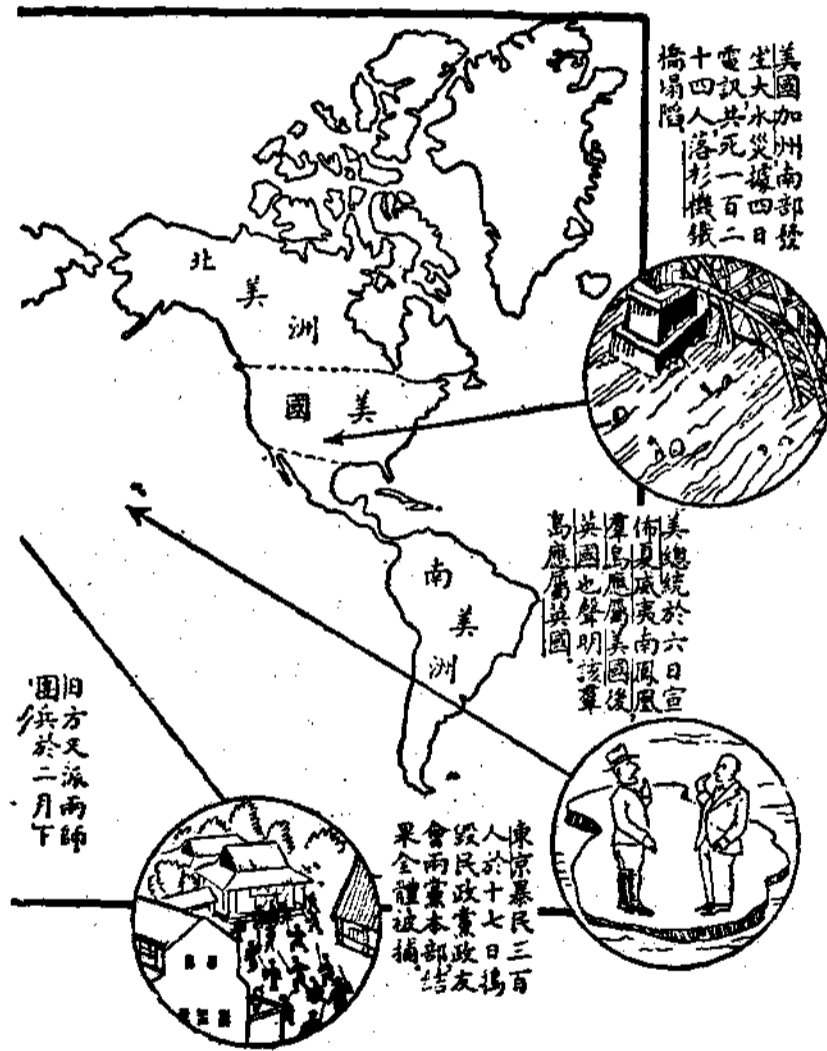 美國加州南部發
生大水災據四日
電訊共死一百二
十四人落杉機鐵
橋塌陷
北美洲
美國
南美洲
美總統於六日宣
佈夏威夷南鳳凰
羣島應屬美國後
英國也聲明該羣
島應屬英國。
東京暴民三百
人於十七日搗
毀民政黨政友
會兩黨本部，結
果全體被捕。
日方又派兩師
團兵於二月下